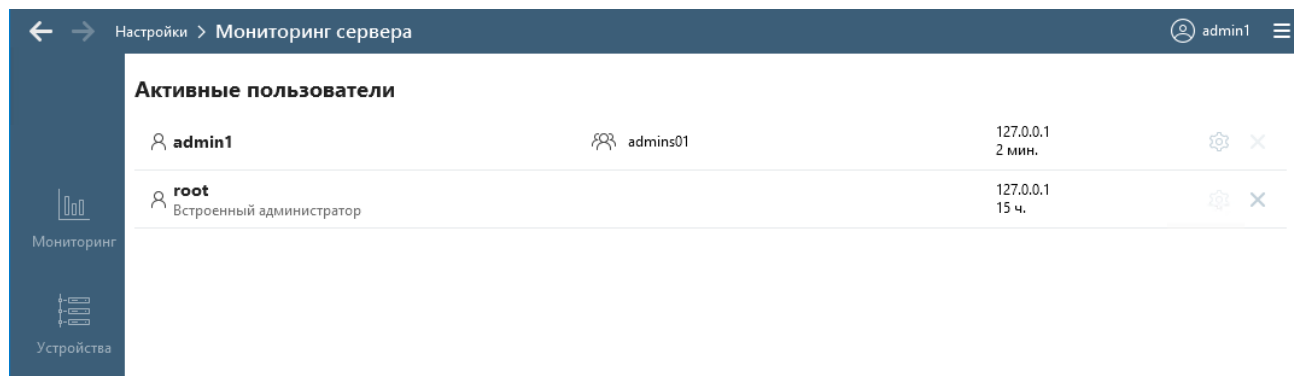 Настройки > Мониторинг сервера
admin1
Активные пользователи
admin1
admins01
127.0.0.1
2 мин.
root
Встроенный администратор
127.0.0.1
15 ч.
Мониторинг
Устройства